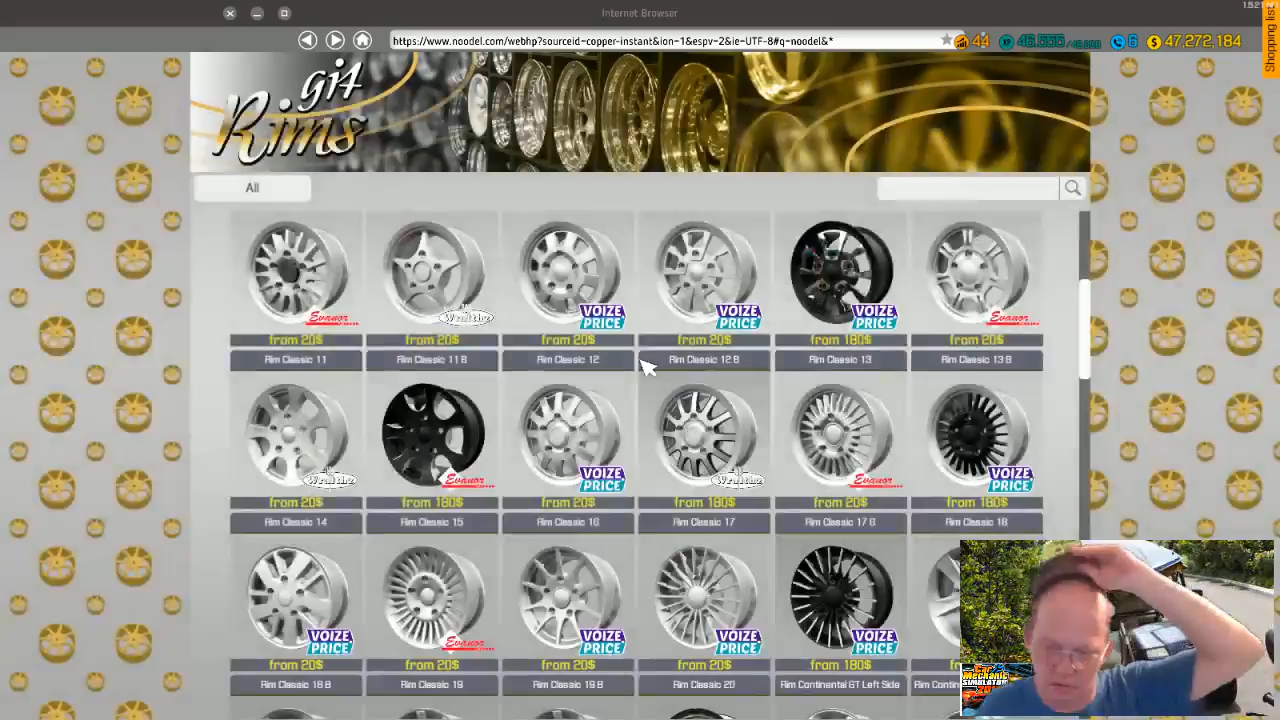 Internet Browser
https://www.noodel.com/webhp?sourceid=copper-instant&ion=1&espv=2&ie=UTF-8#q=noodel&*
44
6
47,272,184
Shopping list
git
Rims
All
Evanor
VOIZE PRICE
VOIZE PRICE
VOIZE PRICE
Evanor
from 20$
from 20$
from 20$
from 20$
from 180$
from 20$
Rim Classic 11
Rim Classic 11 B
Rim Classic 12
Rim Classic 12 B
Rim Classic 13
Rim Classic 13 B
Evanor
VOIZE PRICE
Evanor
VOIZE PRICE
from 20$
from 180$
from 20$
from 180$
from 20$
from 180$
Rim Classic 14
Rim Classic 15
Rim Classic 16
Rim Classic 17
Rim Classic 17 B
Rim Classic 18
VOIZE PRICE
Evanor
VOIZE PRICE
VOIZE PRICE
VOIZE PRICE
from 20$
from 20$
from 20$
from 20$
from 180$
Rim Classic 18 B
Rim Classic 19
Rim Classic 19 B
Rim Classic 20
Rim Continental GT Left Side
Car
Mechanic
Simulator